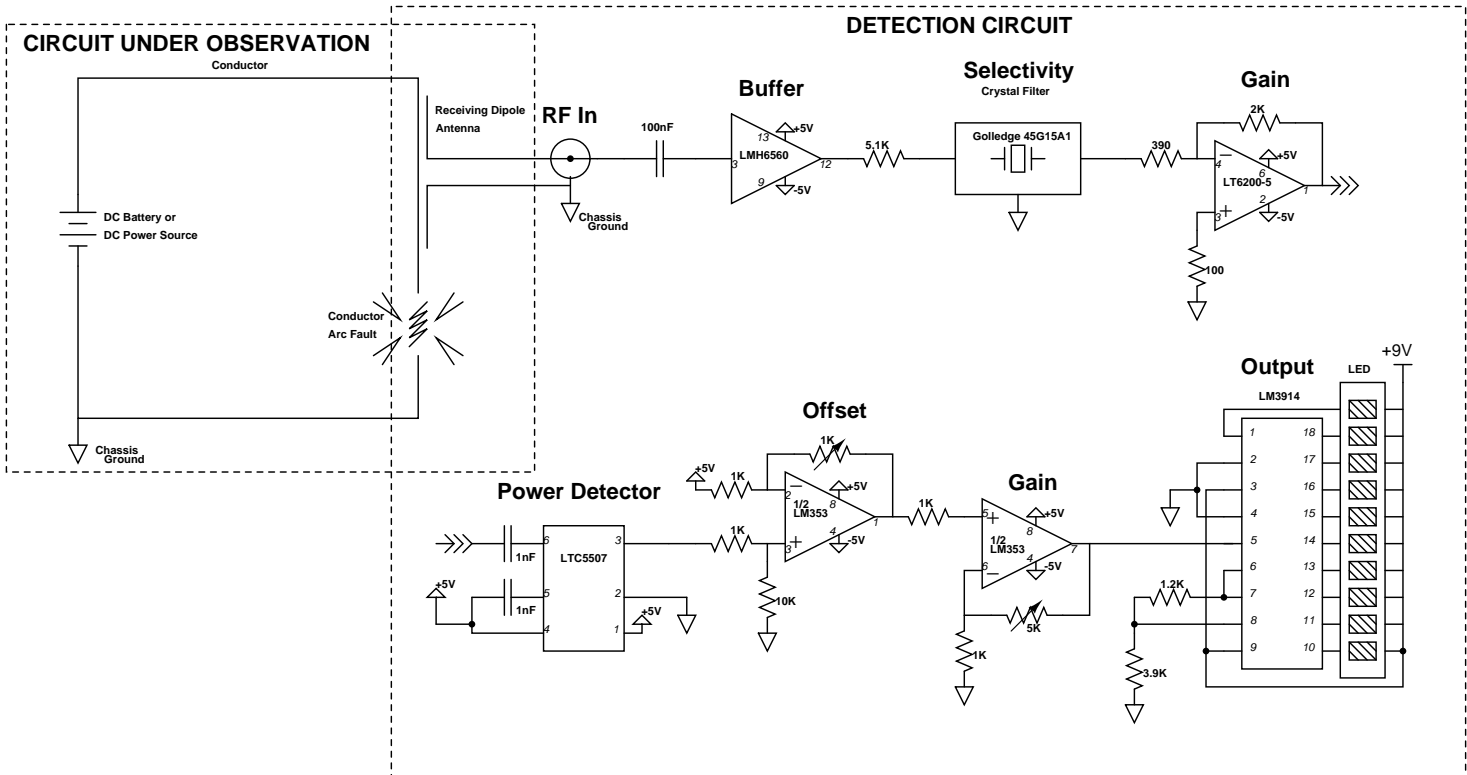 DETECTION CIRCUIT
CIRCUIT UNDER OBSERVATION
Conductor
Receiving Dipole
Antenna
DC Battery or
DC Power Source
Conductor
Arc Fault
Chassis
Ground
RF In
Chassis
Ground
100nF
Buffer
13
+5V
LMH6560
3
12
9
-5V
5.1K
Selectivity
Crystal Filter
Golledge 45G15A1
Gain
2K
390
4
+5V
6
LT6200-5
1
2
-5V
3
100
Power Detector
1nF
6
3
LTC5507
+5V
5
2
1nF
4
1
+5V
Offset
1K
+5V
1K
2
8
+5V
1/2
LM353
1
4
-5V
1K
3
10K
Gain
1K
5
8
+5V
1/2
LM353
7
4
-5V
6
5K
1K
Output
LM3914
LED
+9V
1
18
2
17
3
16
4
15
5
14
6
13
7
12
8
11
9
10
1.2K
3.9K